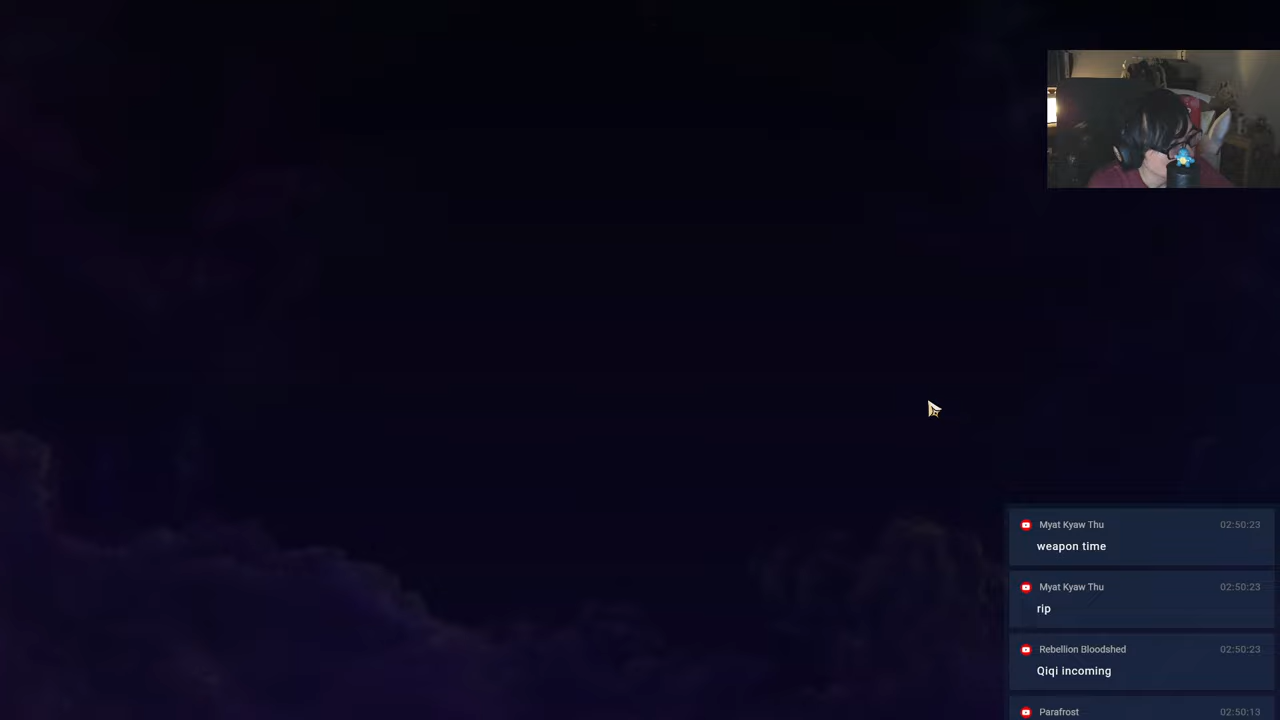 Myat Kyaw Thu 02:50:23
weapon time
Myat Kyaw Thu 02:50:23
rip
Rebellion Bloodshed 02:50:23
Qiqi incoming
Parafrost 02:50:13